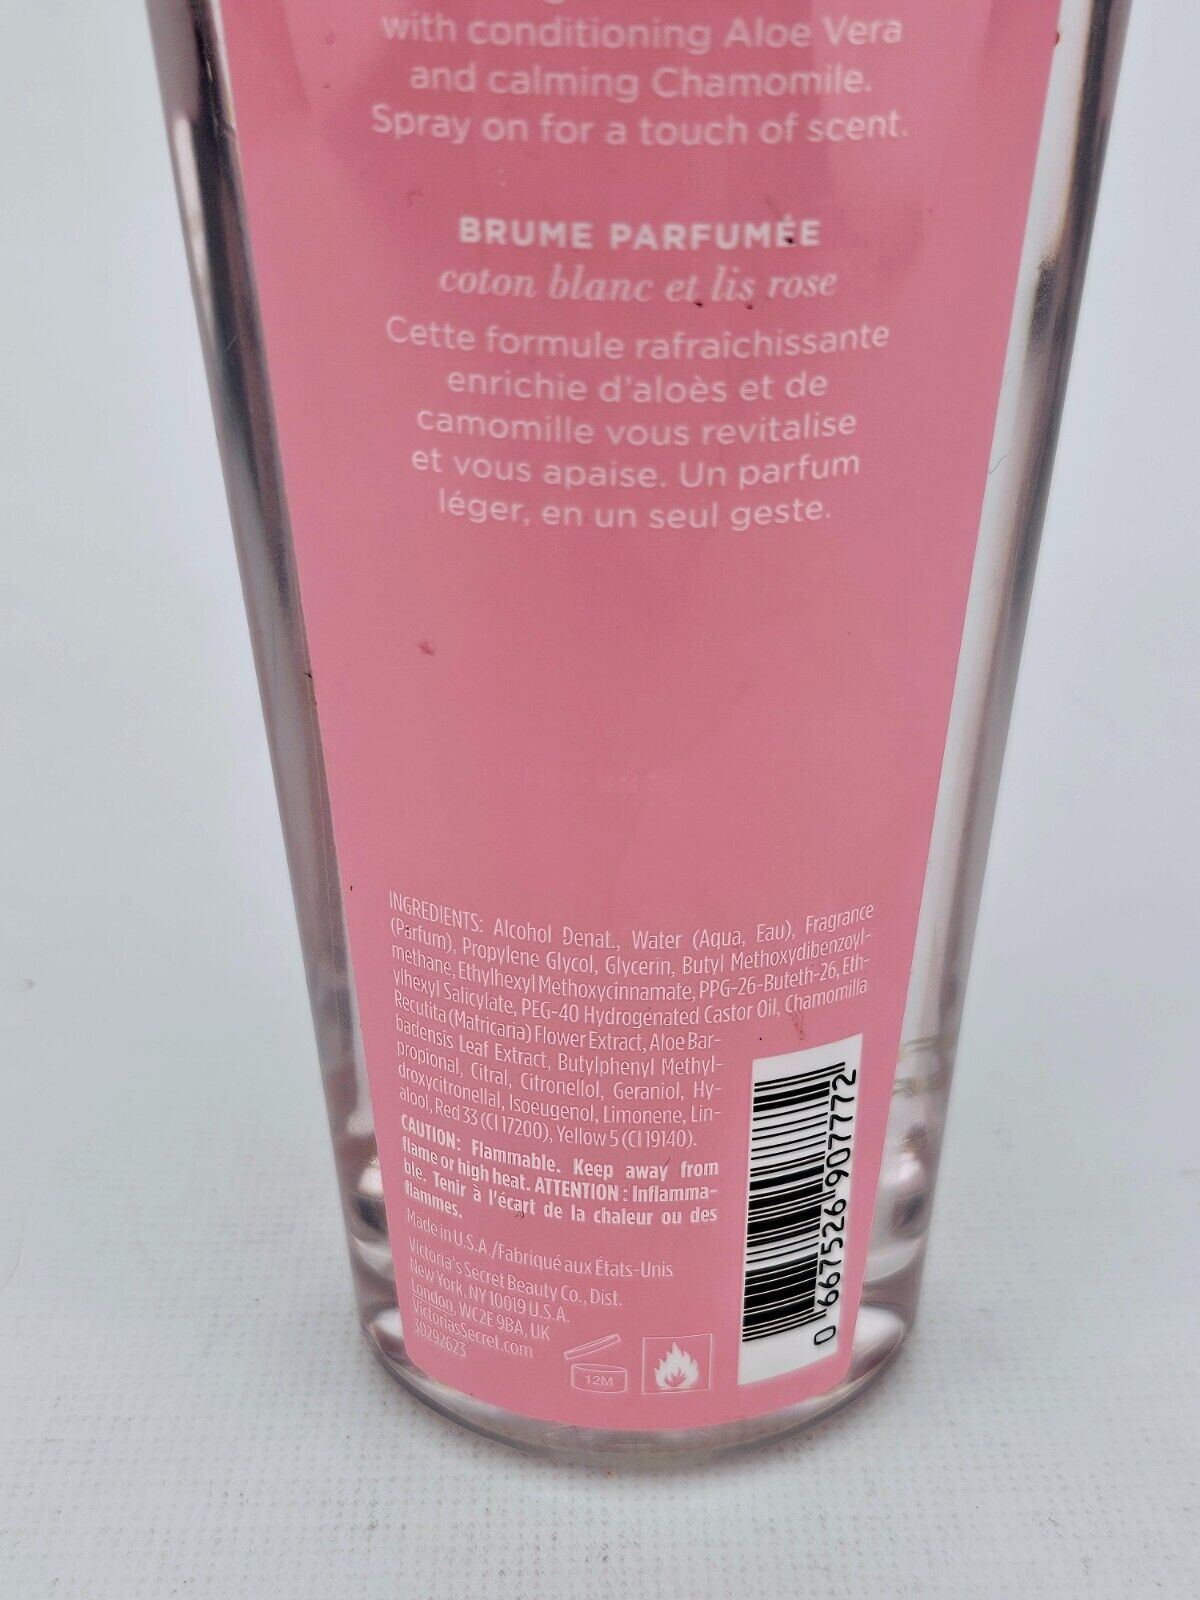 with conditioning Aloe Vera
and calming Chamomile.
Spray on for a touch of scent.
BRUME PARFUMÉE
coton blanc et lis rose
Cette formule rafraîchissante
enrichie d'aloès et de
camomille vous revitalise
et vous apaise. Un parfum
léger, en un seul geste.
INGREDIENTS: Alcohol Denat., Water (Aqua, Eau), Fragrance
(Parfum), Propylene Glycol, Glycerin, Butyl Methoxydibenzoyl-
methane, Ethylhexyl Methoxycinnamate, PPG-26-Buteth-26, Eth-
ylhexyl Salicylate, PEG-40 Hydrogenated Castor Oil, Chamomilla
Recutita (Matricaria) Flower Extract, Aloe Bar-
badensis Leaf Extract, Butylphenyl Methyl-
propional, Citral, Citronellol, Geraniol, Hy-
droxycitronellal, Isoeugenol, Limonene, Lin-
alool, Red 33 (CI 17200), Yellow 5 (CI 19140).
CAUTION: Flammable. Keep away from
flame or high heat. ATTENTION : Inflamma-
ble. Tenir à l'écart de la chaleur ou des
flammes.
Made in U.S.A./Fabriqué aux États-Unis
Victoria's Secret Beauty Co., Dist.
New York, NY 10019 U.S.A.
London, WC2E 9BA, UK
VictoriasSecret.com
30292623
12M
0 667526 907772